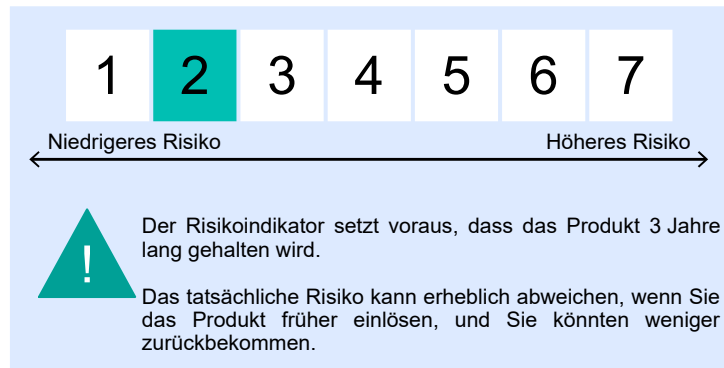 1 2 3 4 5 6 7
Niedrigeres Risiko Höheres Risiko
!
Der Risikoindikator setzt voraus, dass das Produkt 3 Jahre
lang gehalten wird.
Das tatsächliche Risiko kann erheblich abweichen, wenn Sie
das Produkt früher einlösen, und Sie könnten weniger
zurückbekommen.